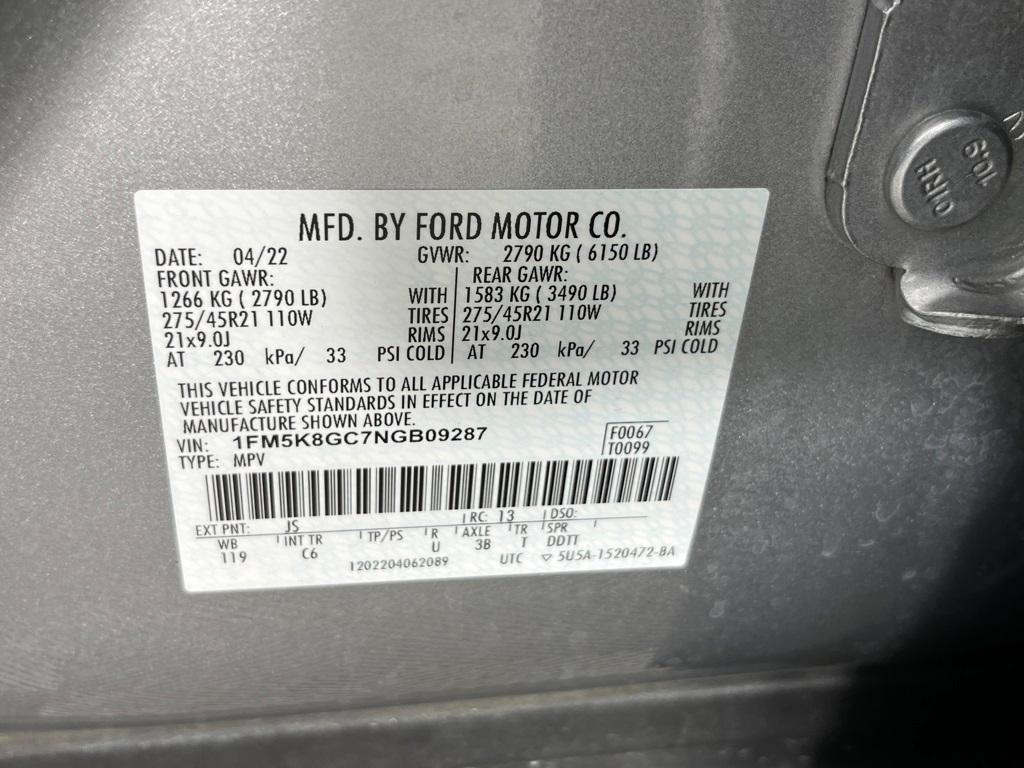 MFD. BY FORD MOTOR CO.
DATE: 04/22 GVWR: 2790 KG ( 6150 LB)
FRONT GAWR: REAR GAWR:
1266 KG ( 2790 LB) WITH 1583 KG ( 3490 LB) WITH
275/45R21 110W TIRES 275/45R21 110W TIRES
21x9.0J RIMS 21x9.0J RIMS
AT 230 kPa/ 33 PSI COLD AT 230 kPa/ 33 PSI COLD
THIS VEHICLE CONFORMS TO ALL APPLICABLE FEDERAL MOTOR
VEHICLE SAFETY STANDARDS IN EFFECT ON THE DATE OF
MANUFACTURE SHOWN ABOVE.
VIN: 1FM5K8GC7NGB09287 F0067
TYPE: MPV T0099
EXT PNT: JS RC: 13 DSO:
WB INT TR TP/PS R AXLE TR SPR
119 C6 U 3B T DDTT
1202204062089 UTC 5U5A-1520472-BA
10.9